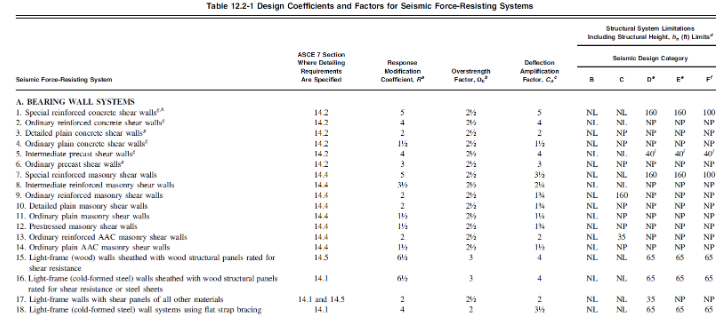 Table 12.2-1 Design Coefficients and Factors for Seismic Force-Resisting Systems
Structural System Limitations
Including Structural Height, hn (ft) Limitsd
ASCE 7 Section
Where Detailing Requirements Are Specified
Response Modification Coefficient, Ra
Overstrength Factor, Ω0b
Deflection Amplification Factor, Cdc
Seismic Design Category
Seismic Force-Resisting System B C De Ee Ff
A. BEARING WALL SYSTEMS
1. Special reinforced concrete shear wallsg,h 14.2 5 2½ 5 NL NL 160 160 100
2. Ordinary reinforced concrete shear wallsg 14.2 4 2½ 4 NL NL NP NP NP
3. Detailed plain concrete shear wallsg 14.2 2 2½ 2 NL NP NP NP NP
4. Ordinary plain concrete shear wallsg 14.2 1½ 2½ 1½ NL NP NP NP NP
5. Intermediate precast shear wallsg 14.2 4 2½ 4 NL NL 40i 40i 40i
6. Ordinary precast shear wallsg 14.2 3 2½ 3 NL NP NP NP NP
7. Special reinforced masonry shear walls 14.4 5 2½ 3½ NL NL 160 160 100
8. Intermediate reinforced masonry shear walls 14.4 3½ 2½ 2¼ NL NL NP NP NP
9. Ordinary reinforced masonry shear walls 14.4 2 2½ 1¾ NL 160 NP NP NP
10. Detailed plain masonry shear walls 14.4 2 2½ 1¾ NL NP NP NP NP
11. Ordinary plain masonry shear walls 14.4 1½ 2½ 1¼ NL NP NP NP NP
12. Prestressed masonry shear walls 14.4 1½ 2½ 1¾ NL NP NP NP NP
13. Ordinary reinforced AAC masonry shear walls 14.4 2 2½ 2 NL 35 NP NP NP
14. Ordinary plain AAC masonry shear walls 14.4 1½ 2½ 1½ NL NP NP NP NP
15. Light-frame (wood) walls sheathed with wood structural panels rated for 14.5 6½ 3 4 NL NL 65 65 65
shear resistance
16. Light-frame (cold-formed steel) walls sheathed with wood structural panels 14.1 6½ 3 4 NL NL 65 65 65
rated for shear resistance or steel sheets
17. Light-frame walls with shear panels of all other materials 14.1 and 14.5 2 2½ 2 NL NL 35 NP NP
18. Light-frame (cold-formed steel) wall systems using flat strap bracing 14.1 4 2 3½ NL NL 65 65 65